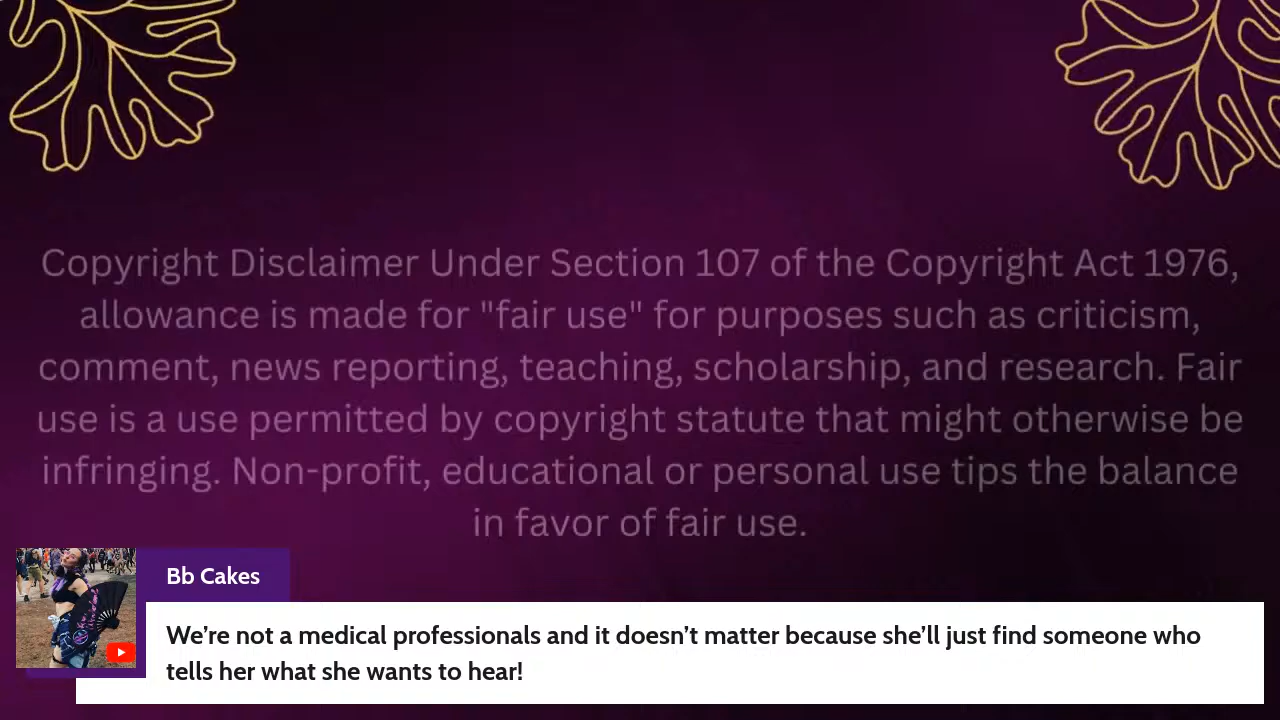 Copyright Disclaimer Under Section 107 of the Copyright Act 1976,
allowance is made for "fair use" for purposes such as criticism,
comment, news reporting, teaching, scholarship, and research. Fair
use is a use permitted by copyright statute that might otherwise be
infringing. Non-profit, educational or personal use tips the balance
in favor of fair use.
Bb Cakes
We’re not a medical professionals and it doesn’t matter because she’ll just find someone who
tells her what she wants to hear!